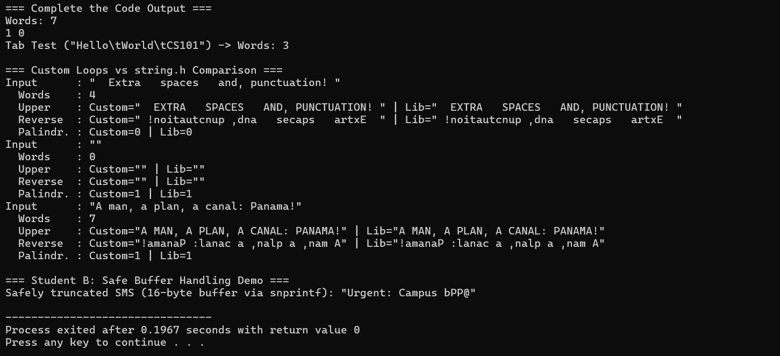 === Complete the Code Output ===
Words: 7
1 0
Tab Test ("Hello\tWorld\tCS101") -> Words: 3

=== Custom Loops vs string.h Comparison ===
Input     : "  Extra   spaces   and, punctuation! "
  Words   : 4
  Upper   : Custom="  EXTRA   SPACES   AND, PUNCTUATION! " | Lib="  EXTRA   SPACES   AND, PUNCTUATION! "
  Reverse : Custom=" !noitautcnup ,dna   secaps   artxE  " | Lib=" !noitautcnup ,dna   secaps   artxE  "
  Palindr. : Custom=0 | Lib=0
Input     : ""
  Words   : 0
  Upper   : Custom="" | Lib=""
  Reverse : Custom="" | Lib=""
  Palindr. : Custom=1 | Lib=1
Input     : "A man, a plan, a canal: Panama!"
  Words   : 7
  Upper   : Custom="A MAN, A PLAN, A CANAL: PANAMA!" | Lib="A MAN, A PLAN, A CANAL: PANAMA!"
  Reverse : Custom="!amanaP :lanac a ,nalp a ,nam A" | Lib="!amanaP :lanac a ,nalp a ,nam A"
  Palindr. : Custom=1 | Lib=1

=== Student B: Safe Buffer Handling Demo ===
Safely truncated SMS (16-byte buffer via snprintf): "Urgent: Campus bPP@"

--------------------------------
Process exited after 0.1967 seconds with return value 0
Press any key to continue . . .